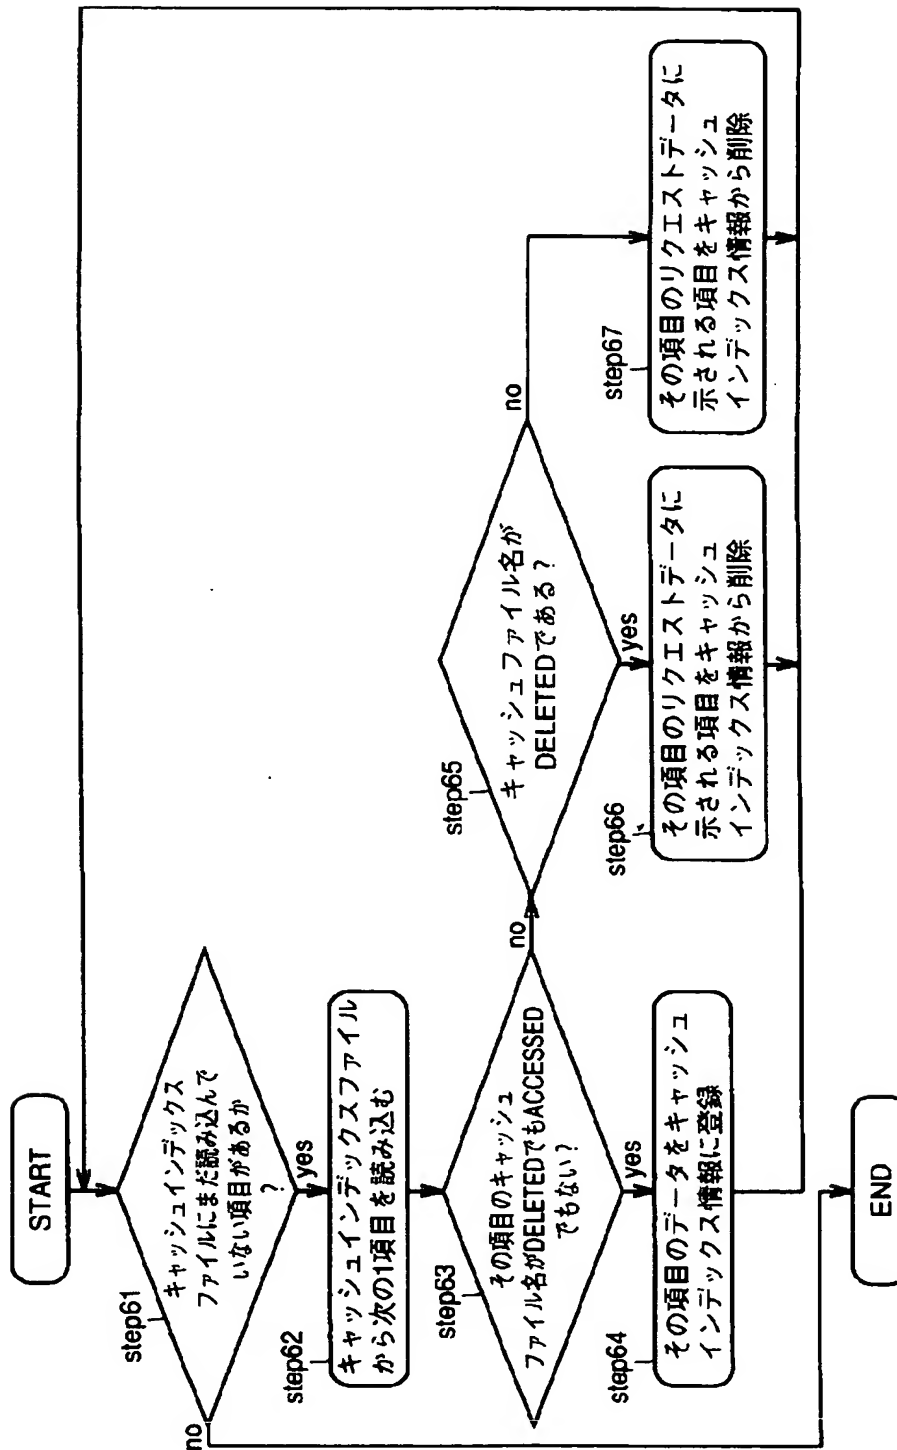 START
step61
キャッシュインデックス
ファイルにまだ読み込んで
いない項目があるか
?
no
yes
step62
キャッシュインデックスファイル
から次の1項目を読み込む
step63
その項目のキャッシュ
ファイル名がDELETEDでもACCESSED
でもない?
no
yes
step64
その項目のデータをキャッシュ
インデックス情報に登録
step65
キャッシュファイル名が
DELETEDである?
no
yes
step66
その項目のリクエストデータに
示される項目をキャッシュ
インデックス情報から削除
step67
その項目のリクエストデータに
示される項目をキャッシュ
インデックス情報から削除
END